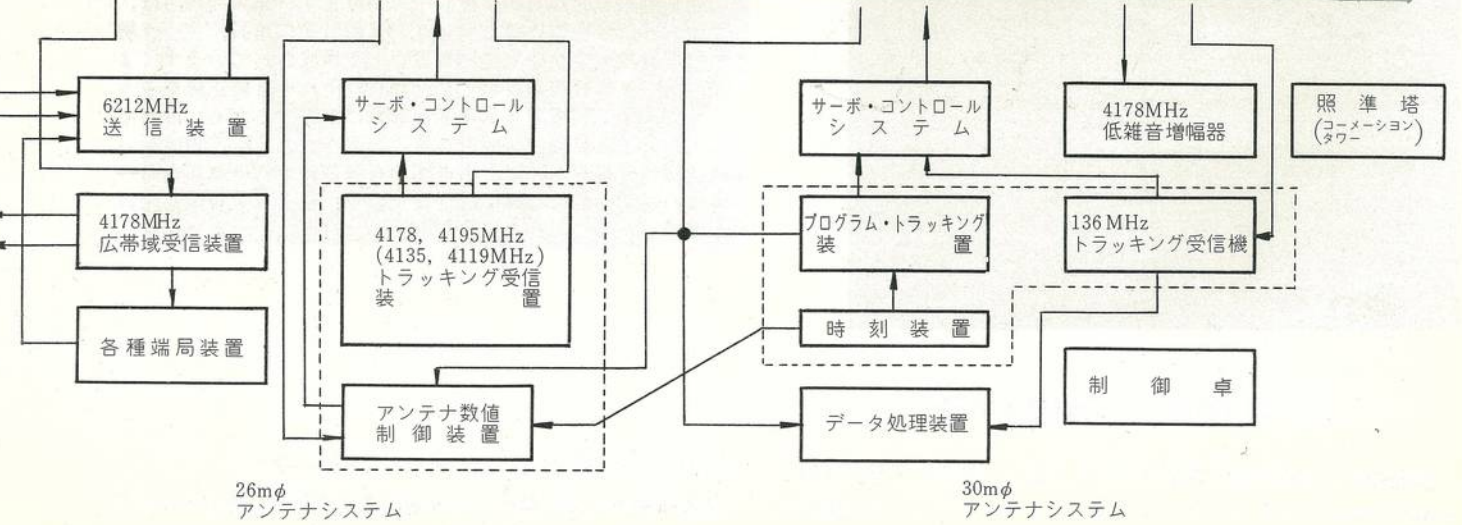 6212MHz
送信装置
4178MHz
広帯域受信装置
各種端局装置
サーボ・コントロール
システム
4178, 4195MHz
(4135, 4119MHz)
トラッキング受信
装置
アンテナ数値
制御装置
26mφ
アンテナシステム
サーボ・コントロール
システム
プログラム・トラッキング
装置
時刻装置
データ処理装置
4178MHz
低雑音増幅器
136MHz
トラッキング受信機
制御卓
照準塔
(コーメーション
タワー)
30mφ
アンテナシステム